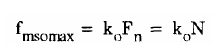 f_msomax = k_o F_n = k_o N